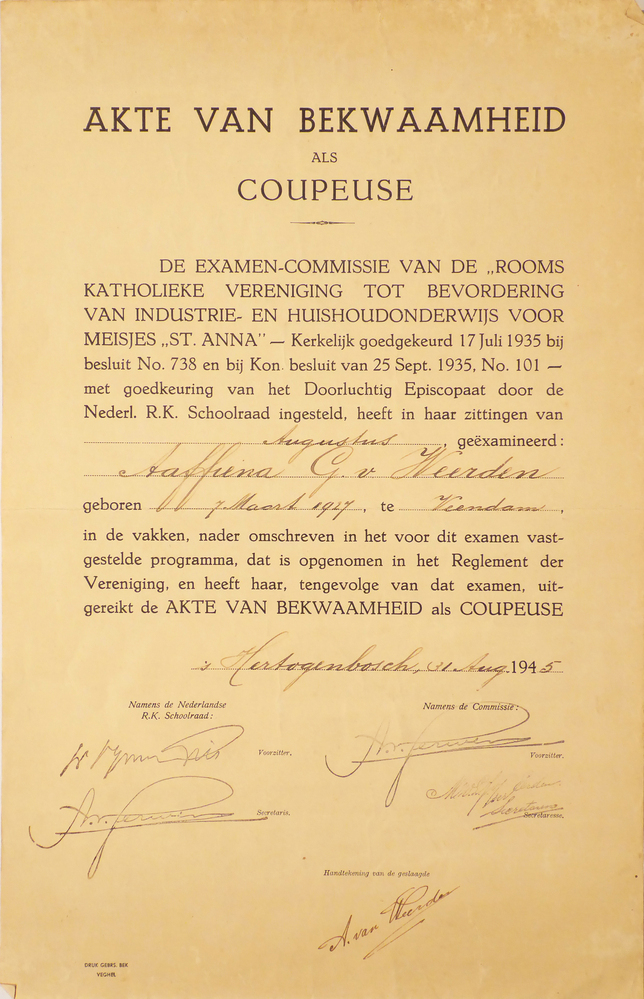 AKTE VAN BEKWAAMHEID
ALS
COUPEUSE
DE EXAMEN-COMMISSIE VAN DE „ROOMS
KATHOLIEKE VERENIGING TOT BEVORDERING
VAN INDUSTRIE- EN HUISHOUDONDERWIJS VOOR
MEISJES „ST. ANNA” — Kerkelijk goedgekeurd 17 Juli 1935 bij
besluit No. 738 en bij Kon. besluit van 25 Sept. 1935, No. 101 —
met goedkeuring van het Doorluchtig Episcopaat door de
Nederl. R.K. Schoolraad ingesteld, heeft in haar zittingen van
Augustus, geëxamineerd:
Aaffiena G. v Weerden
geboren 7 Maart 1927, te Veendam,
in de vakken, nader omschreven in het voor dit examen vast-
gestelde programma, dat is opgenomen in het Reglement der
Vereniging, en heeft haar, tengevolge van dat examen, uit-
gereikt de AKTE VAN BEKWAAMHEID als COUPEUSE
's Hertogenbosch, 31 Aug. 1945
Namens de Nederlandse
R.K. Schoolraad:
Namens de Commissie:
Voorzitter.
Voorzitter.
Secretaris.
Secretaresse.
Handtekening van de geslaagde
A. van Weerden
DRUK GEBRS. BEK
VEGHEL